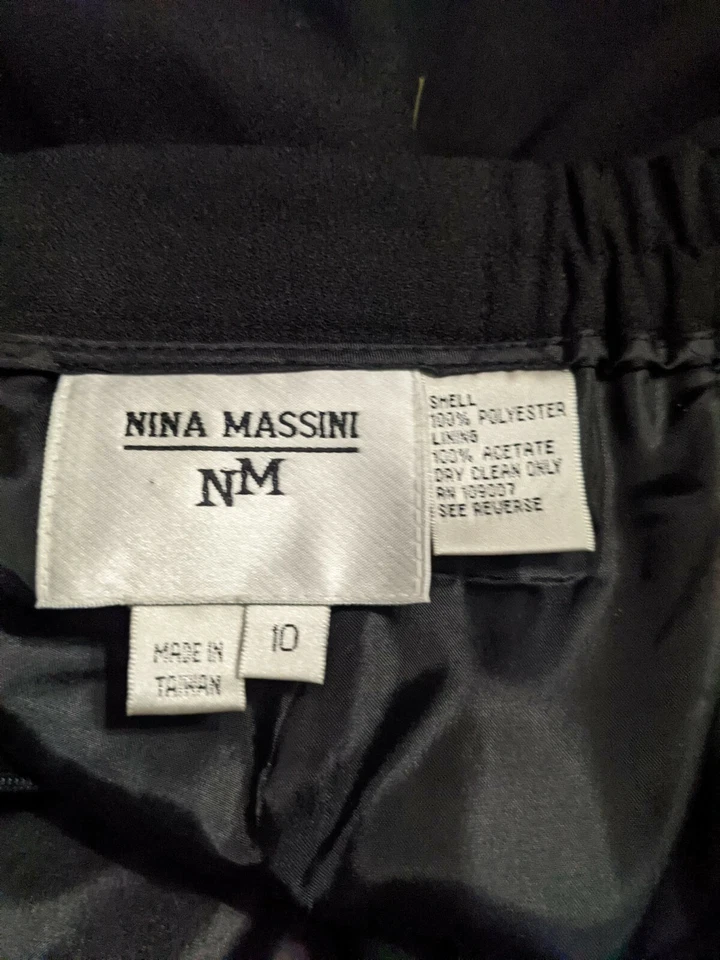 NINA MASSINI
NM
SHELL
100% POLYESTER
LINING
100% ACETATE
DRY CLEAN ONLY
RN 109007
SEE REVERSE
10
MADE IN
TAIWAN